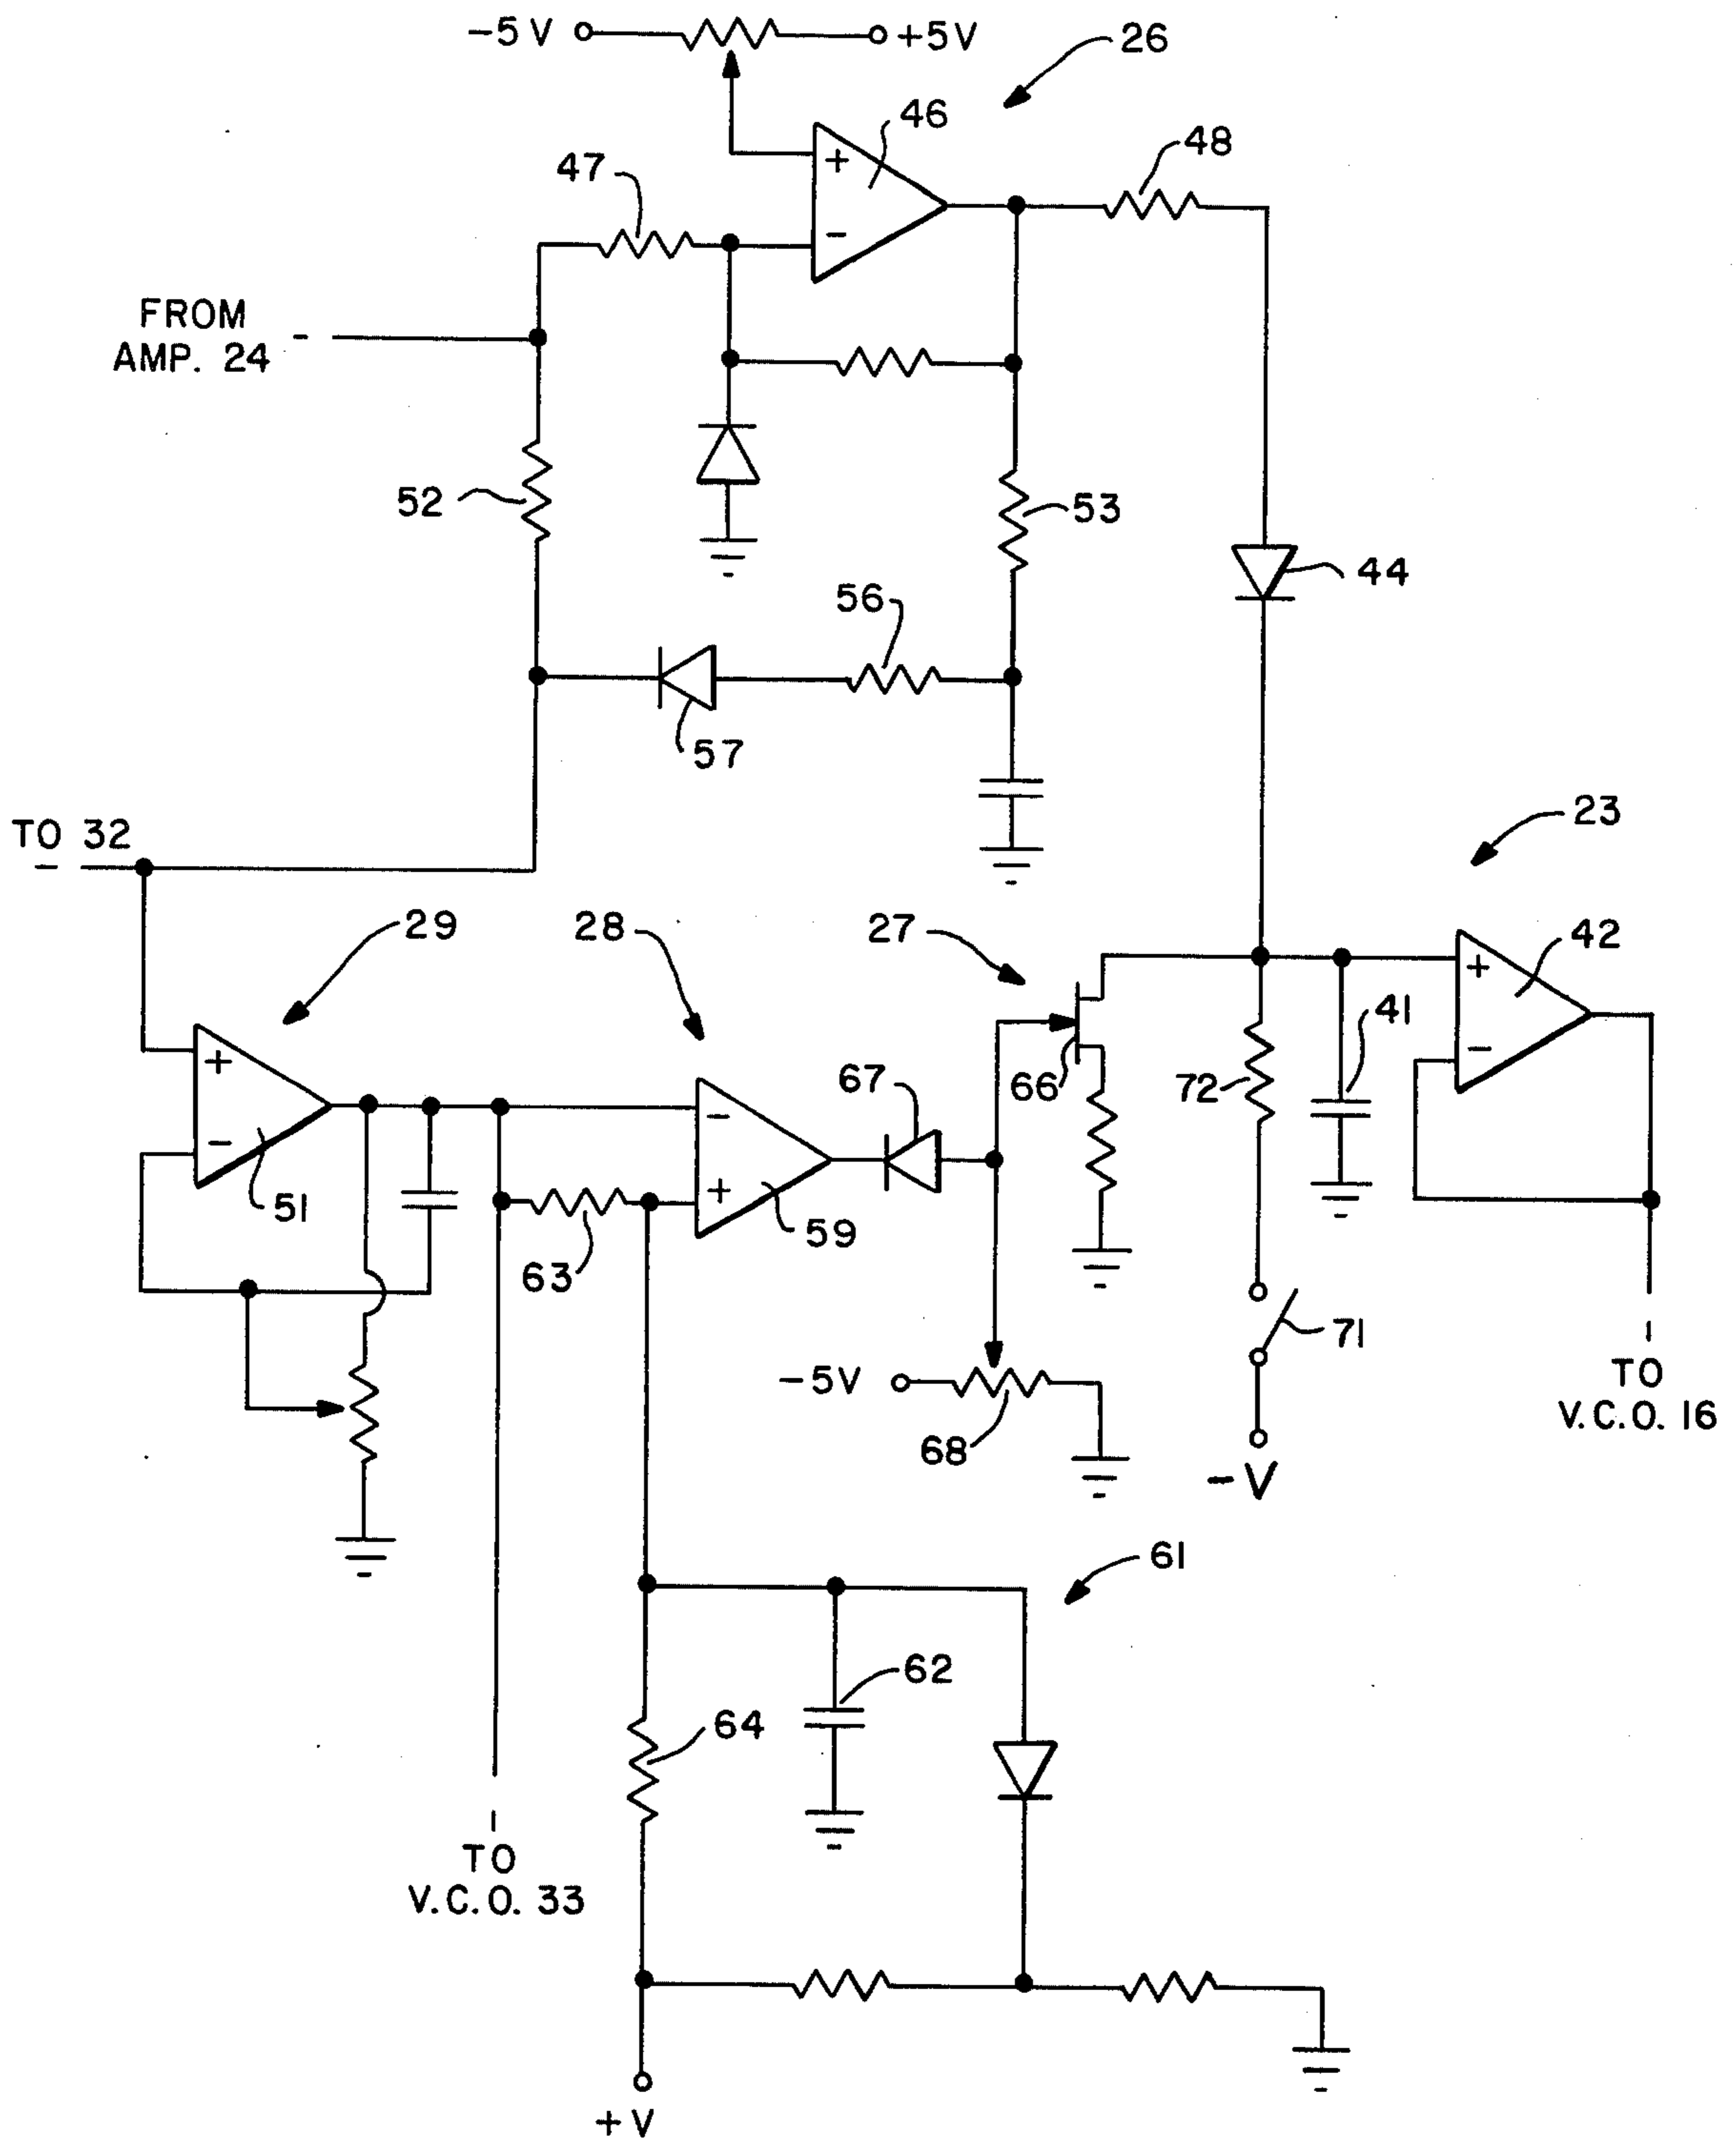 -5V
+5V
26
46
+
-
47
48
FROM
AMP. 24
52
53
44
56
57
TO 32
23
29
28
27
42
+
-
41
66
72
67
+
-
51
-
+
59
63
71
-5V
68
TO
V.C.O. 16
-V
61
62
64
TO
V.C.O. 33
+V